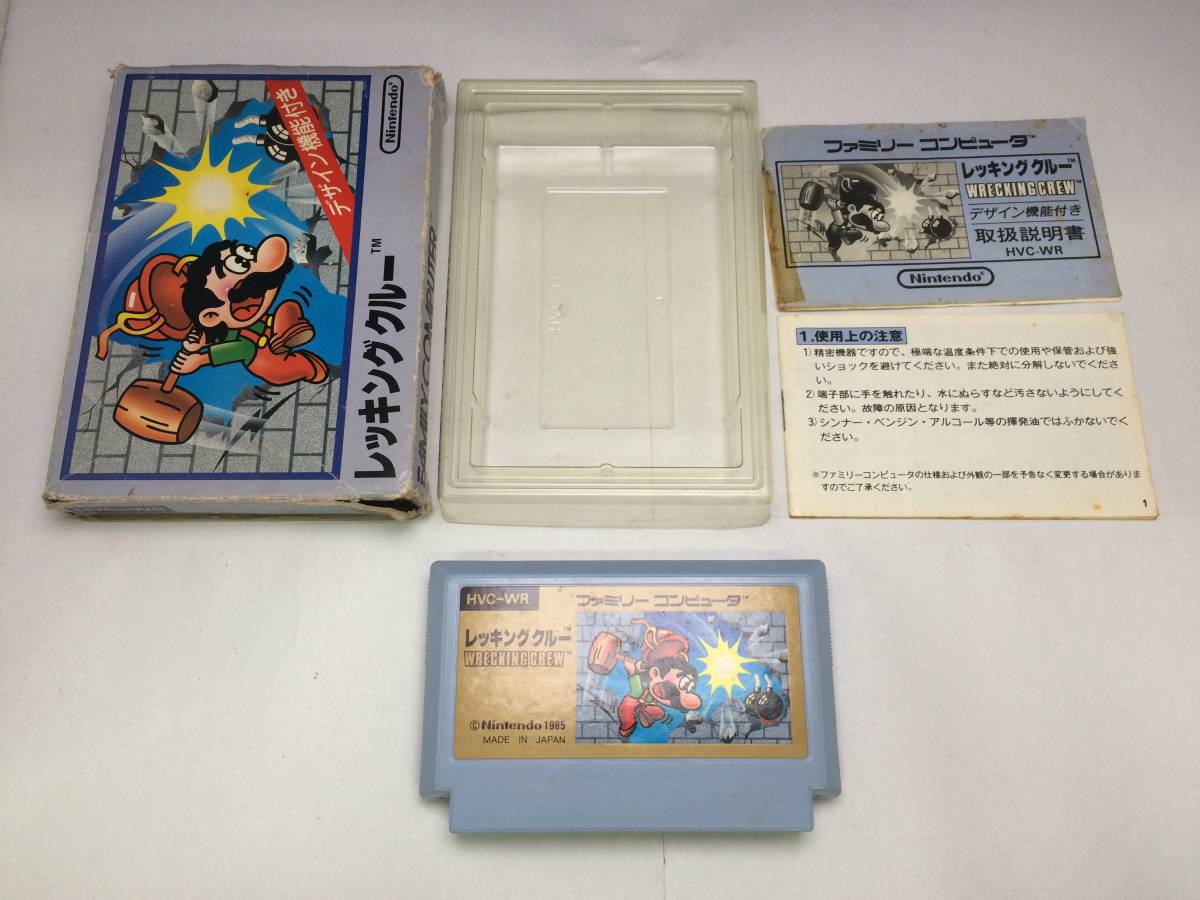 デザイン機能付き
Nintendo®
レッキングクルー™
FAMILY COMPUTER™
HVC-WR
ファミリー コンピュータ™
レッキングクルー™
WRECKING CREW™
デザイン機能付き
取扱説明書
HVC-WR
Nintendo®
1.使用上の注意
1)精密機器ですので、極端な温度条件下での使用や保管および強
いショックを避けてください。また絶対に分解しないでくださ
い。
2)端子部に手を触れたり、水にぬらすなど汚さないようにしてく
ださい。故障の原因となります。
3)シンナー・ベンジン・アルコール等の揮発油ではふかないでく
ださい。
※ファミリーコンピュータの仕様および外観の一部を予告なく変更する場合がありま
すのでご了承ください。
1
HVC-WR
ファミリー コンピュータ™
レッキングクルー™
WRECKING CREW™
©Nintendo 1985
MADE IN JAPAN